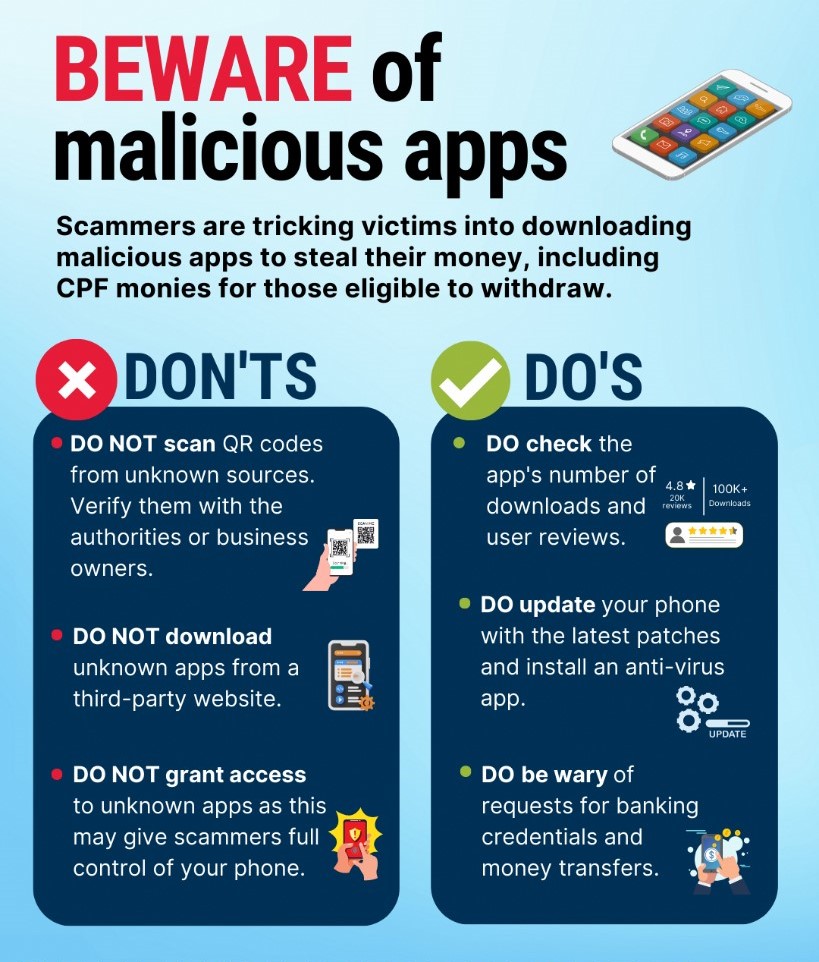 BEWARE of
malicious apps
Scammers are tricking victims into downloading
malicious apps to steal their money, including
CPF monies for those eligible to withdraw.
DON'TS
DO NOT scan QR codes
from unknown sources.
Verify them with the
authorities or business
owners.
DO NOT download
unknown apps from a
third-party website.
DO NOT grant access
to unknown apps as this
may give scammers full
control of your phone.
DO'S
DO check the
app's number of
downloads and
user reviews.
4.8★
20K
reviews
100K+
Downloads
DO update your phone
with the latest patches
and install an anti-virus
app.
UPDATE
DO be wary of
requests for banking
credentials and
money transfers.